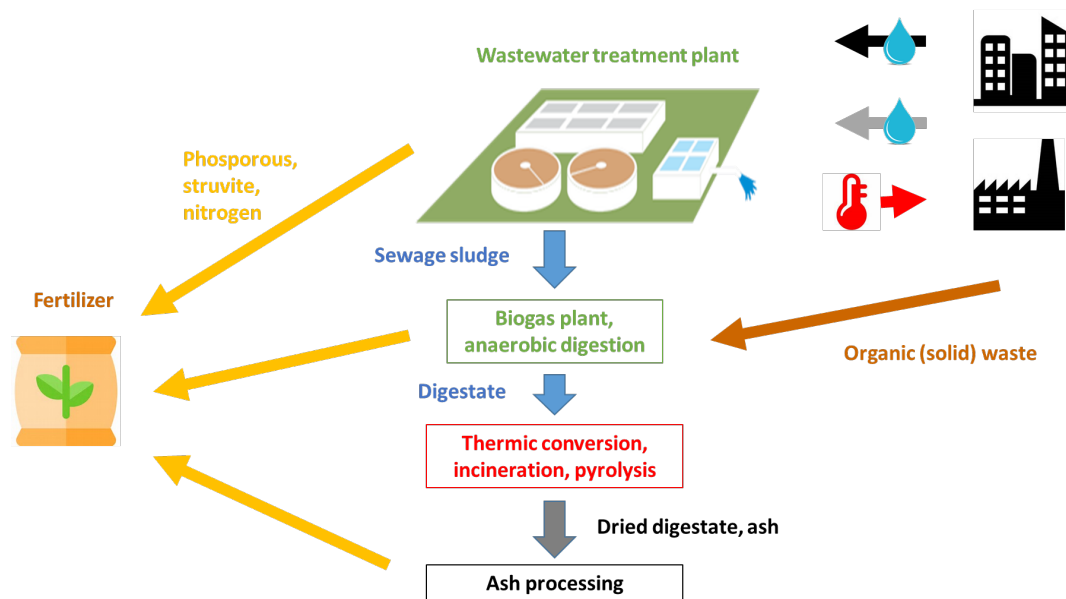 Wastewater treatment plant
Phosporous,
struvite,
nitrogen
Sewage sludge
Fertilizer
Biogas plant,
anaerobic digestion
Organic (solid) waste
Digestate
Thermic conversion,
incineration, pyrolysis
Dried digestate, ash
Ash processing